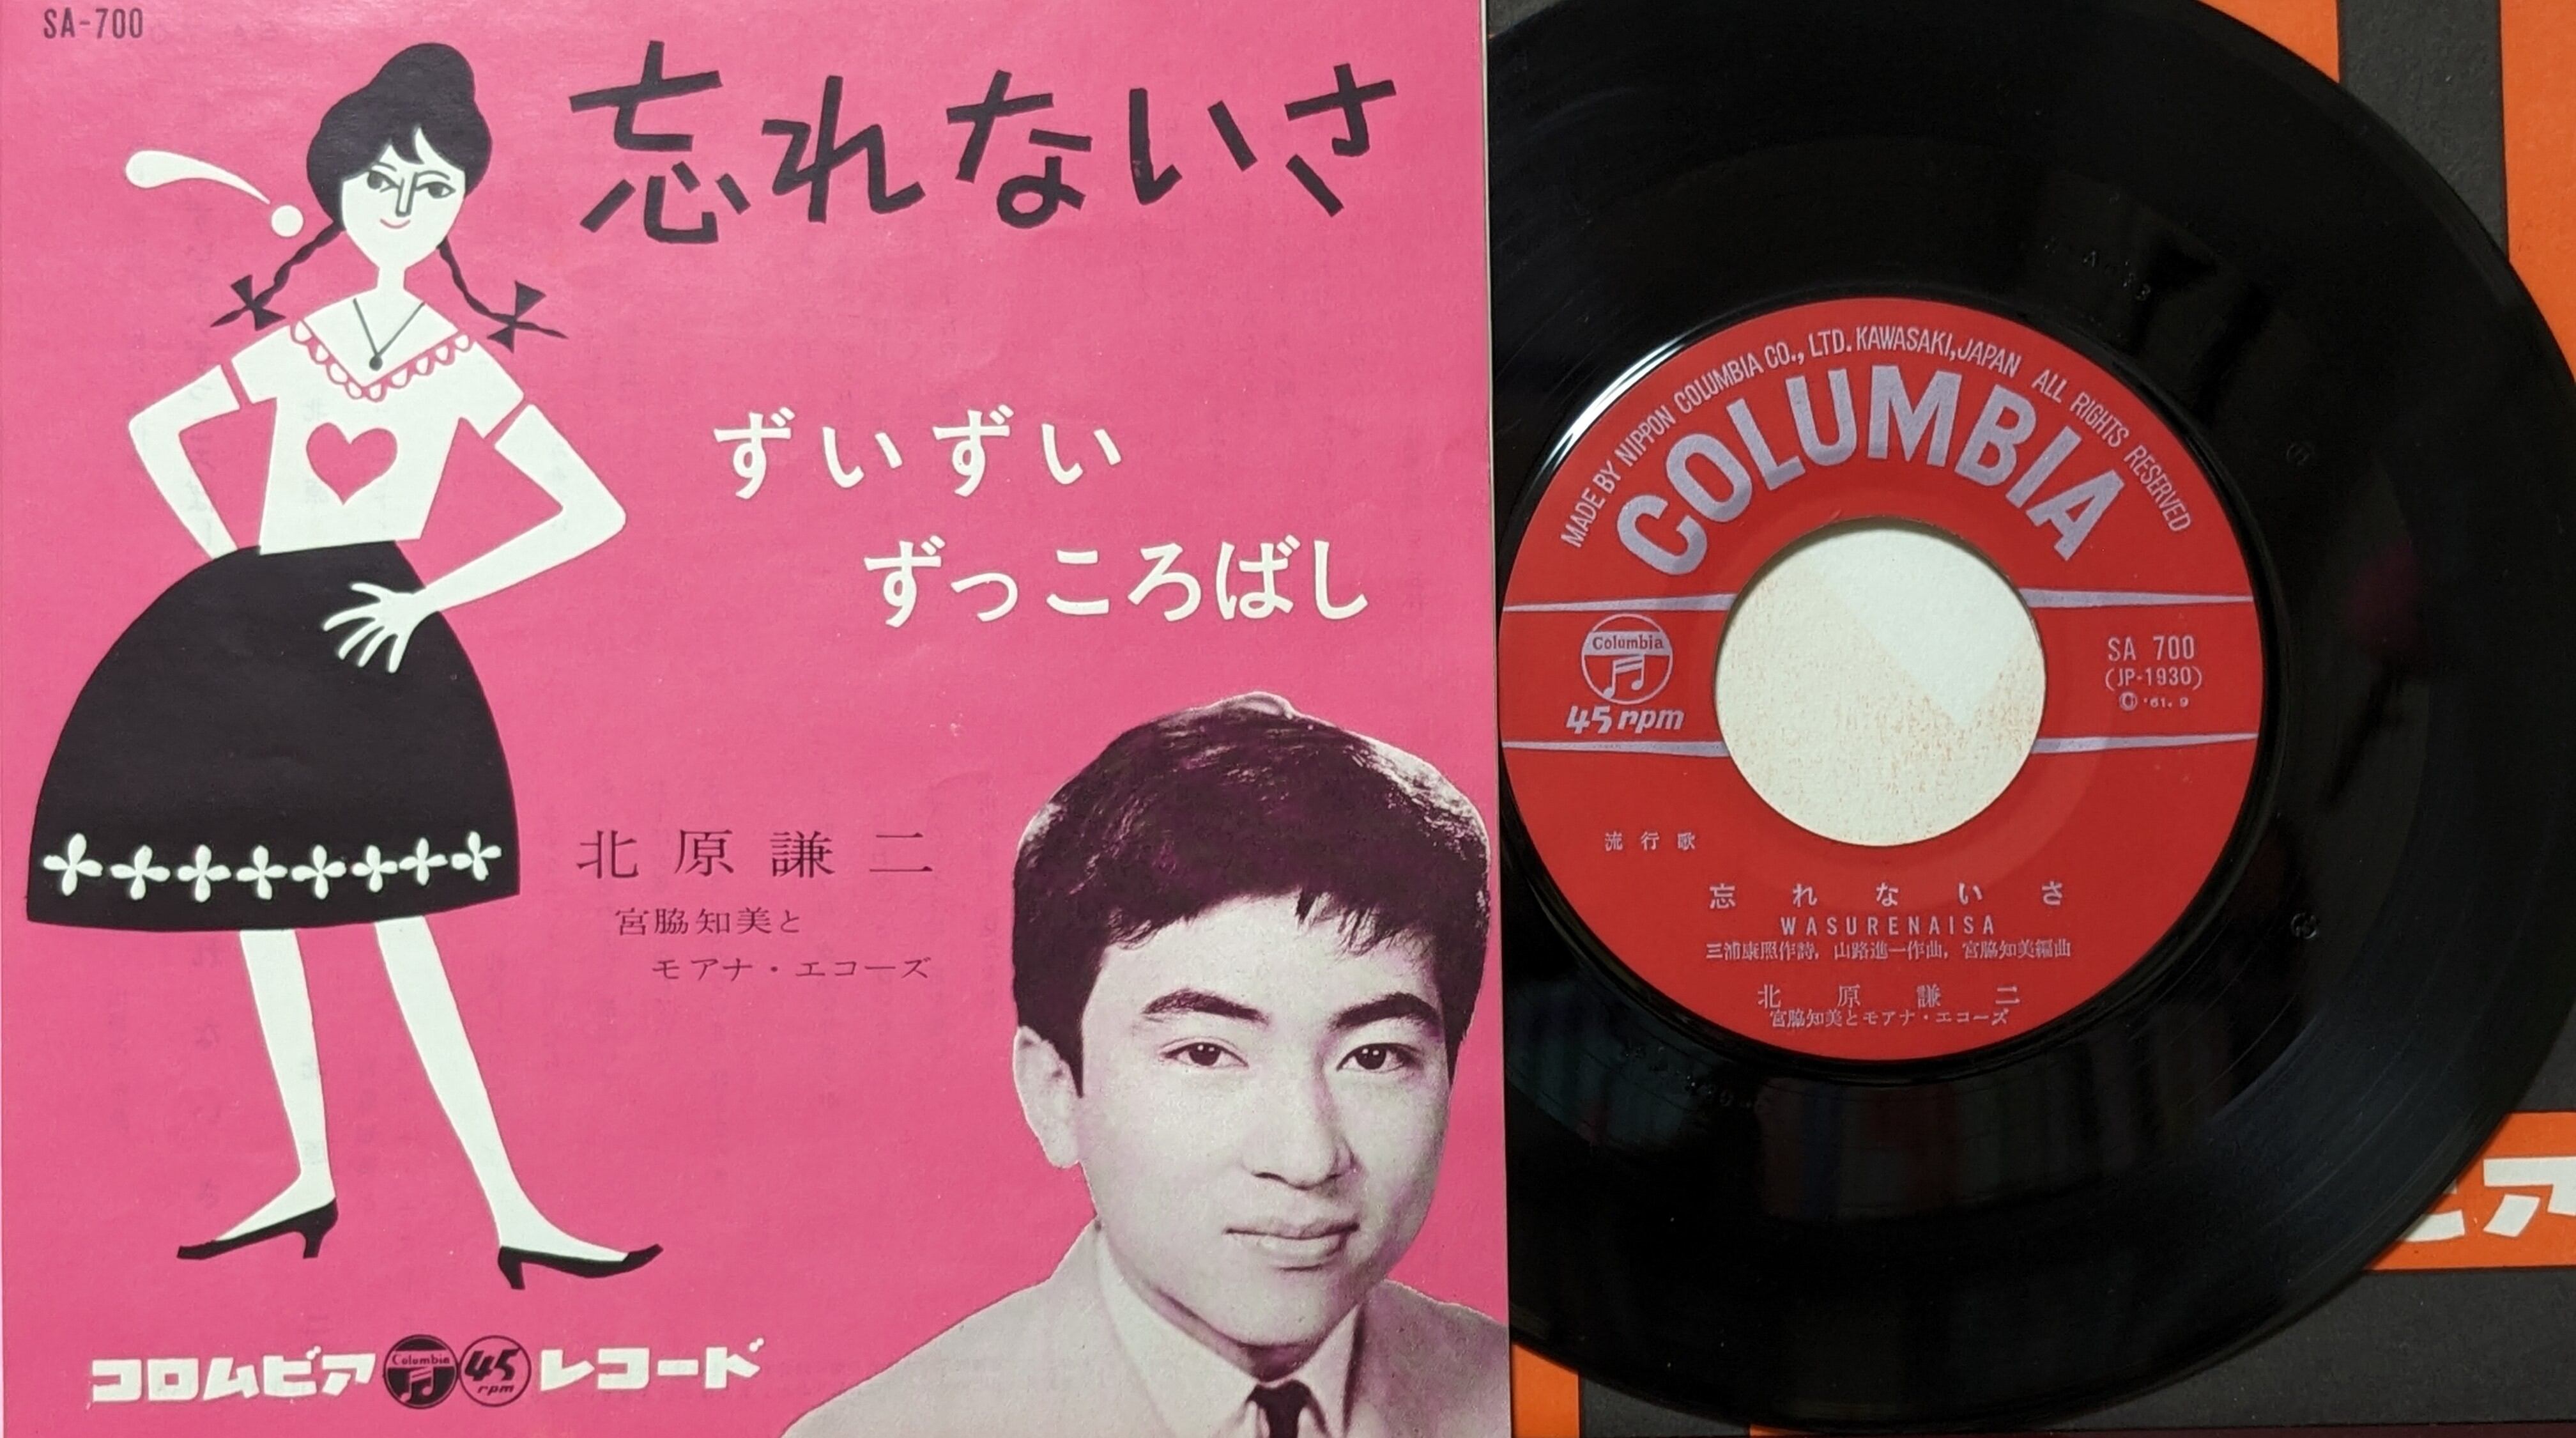 SA-700
忘れないさ
ずいずい
ずっころばし
北原謙二
宮脇知美と
モアナ・エコーズ
コロムビア Columbia 45 rpm レコード
MADE BY NIPPON COLUMBIA CO., LTD. KAWASAKI, JAPAN ALL RIGHTS RESERVED
COLUMBIA
Columbia
45 rpm
SA 700
(JP-1930)
Ⓒ '61. 9
流行歌
忘れないさ
WASURENAISA
三浦康照作詩, 山路進一作曲, 宮脇知美編曲
北原謙二
宮脇知美とモアナ・エコーズ
ビア